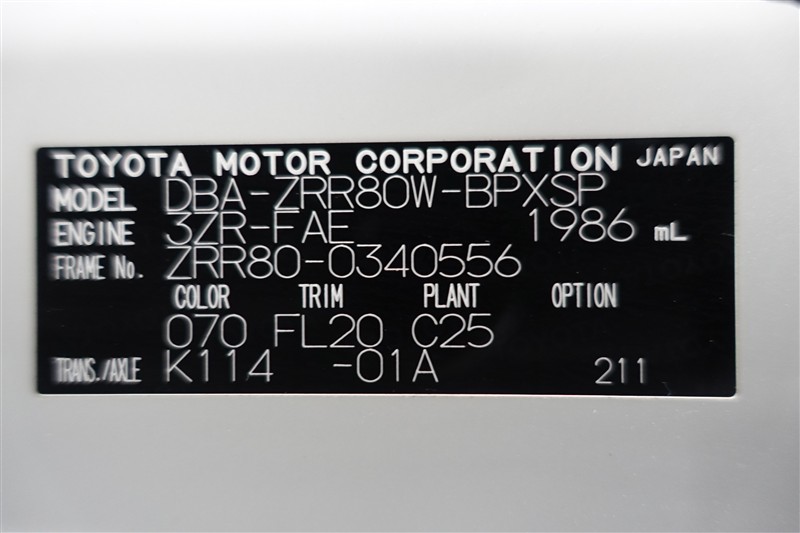 TOYOTA MOTOR CORPORATION JAPAN
MODEL DBA-ZRR80W-BPXSP
ENGINE 3ZR-FAE 1986 mL
FRAME No. ZRR80-0340556
COLOR TRIM PLANT OPTION
070 FL20 C25
TRANS./AXLE K114 -01A 211